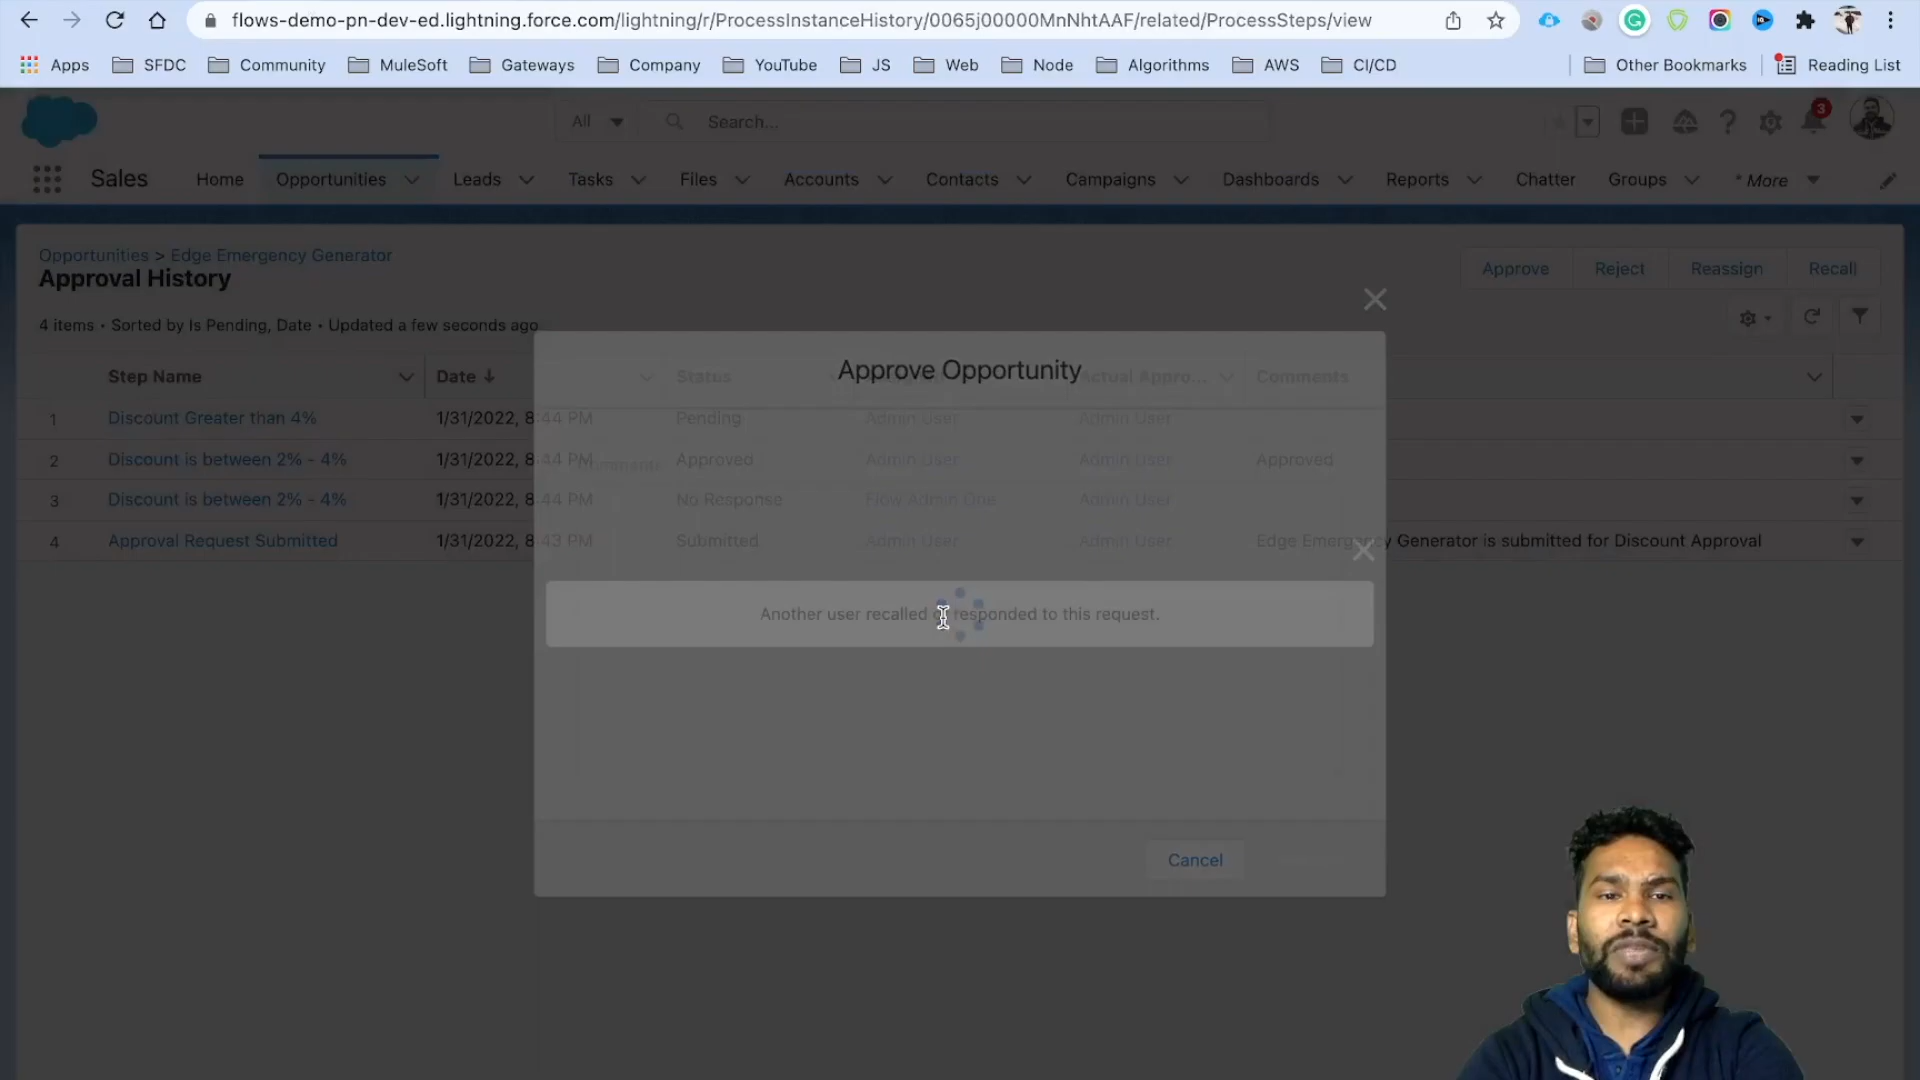 flows-demo-pn-dev-ed.lightning.force.com/lightning/r/ProcessInstanceHistory/0065j00000MnNhtAAF/related/ProcessSteps/view
Apps SFDC Community MuleSoft Gateways Company YouTube JS Web Node Algorithms AWS CI/CD Other Bookmarks Reading List
All Search... 3
Sales Home Opportunities Leads Tasks Files Accounts Contacts Campaigns Dashboards Reports Chatter Groups * More
Opportunities > Edge Emergency Generator
Approval History
Approve Reject Reassign Recall
4 items • Sorted by Is Pending, Date • Updated a few seconds ago
Approve Opportunity
Step Name Date Status Actual Appro... Comments
1 Discount Greater than 4% 1/31/2022, 8:44 PM Pending Admin User Admin User
2 Discount is between 2% - 4% 1/31/2022, 8:44 PM Approved Admin User Admin User Approved
3 Discount is between 2% - 4% 1/31/2022, 8:44 PM No Response Flow Admin One Admin User
4 Approval Request Submitted 1/31/2022, 8:43 PM Submitted Admin User Admin User Edge Emergency Generator is submitted for Discount Approval
Another user recalled or responded to this request.
Cancel